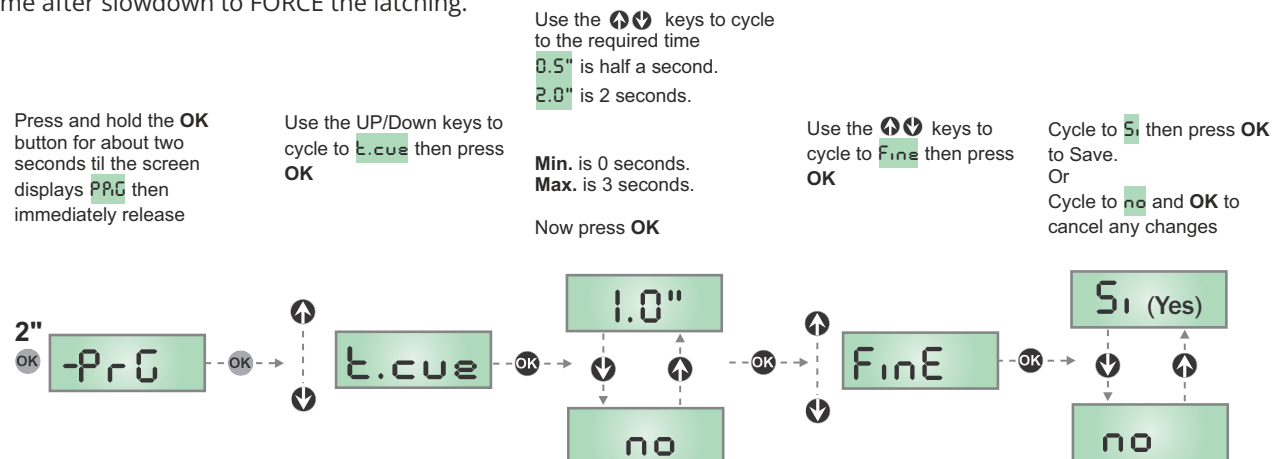 me after slowdown to FORCE the latching.
Press and hold the OK
button for about two
seconds til the screen
displays PRG then
immediately release
Use the UP/Down keys to
cycle to t.cue then press
OK
Use the keys to cycle
to the required time
0.5" is half a second.
2.0" is 2 seconds.
Min. is 0 seconds.
Max. is 3 seconds.
Now press OK
Use the keys to
cycle to FinE then press
OK
Cycle to Si then press OK
to Save.
Or
Cycle to no and OK to
cancel any changes
2"
OK
-PrG
OK
t.cue
OK
1.0"
no
OK
FinE
OK
Si (Yes)
no